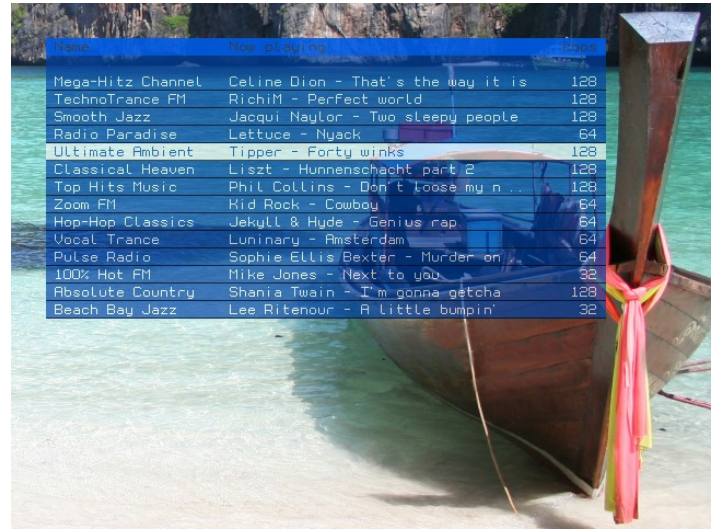 Name Now playing kbps
Mega-Hitz Channel Celine Dion - That's the way it is 128
TechnoTrance FM RichiM - Perfect world 128
Smooth Jazz Jacqui Naylor - Two sleepy people 128
Radio Paradise Lettuce - Nyack 64
Ultimate Ambient Tipper - Forty winks 128
Classical Heaven Liszt - Hunnenschacht part 2 128
Top Hits Music Phil Collins - Don't loose my n ... 128
Zoom FM Kid Rock - Cowboy 64
Hop-Hop Classics Jekyll & Hyde - Genius rap 64
Vocal Trance Luninary - Amsterdam 64
Pulse Radio Sophie Ellis Bexter - Murder on ... 64
100% Hot FM Mike Jones - Next to you 32
Absolute Country Shania Twain - I'm gonna getcha 128
Beach Bay Jazz Lee Ritenour - A little bumpin' 32